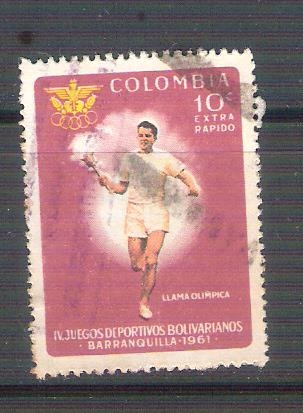 COLOMBIA
10¢
EXTRA
RAPIDO
LLAMA OLIMPICA
IV. JUEGOS DEPORTIVOS BOLIVARIANOS
· BARRANQUILLA · 1961 ·